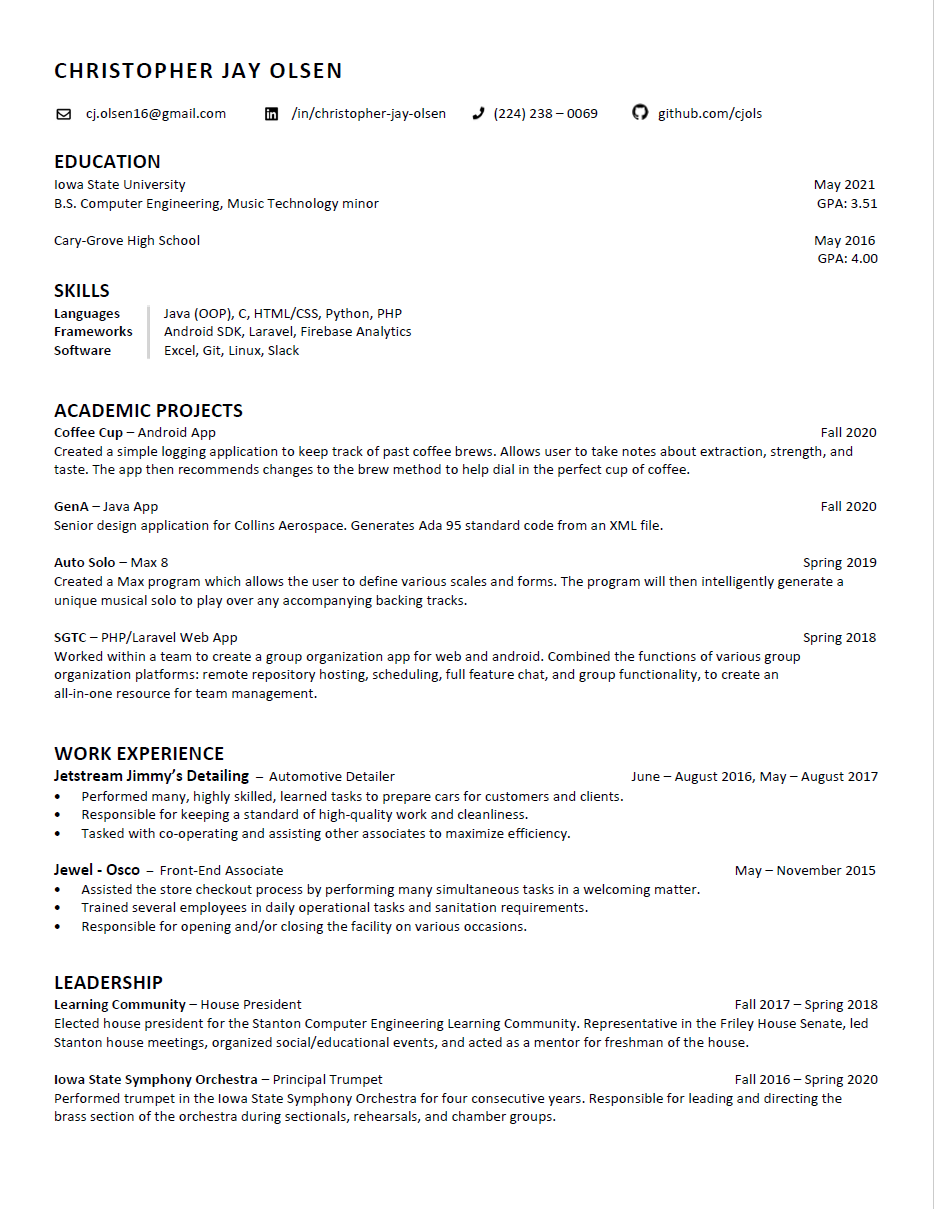 CHRISTOPHER JAY OLSEN
cj.olsen16@gmail.com /in/christopher-jay-olsen (224) 238 – 0069 github.com/cjols
EDUCATION
Iowa State University May 2021
B.S. Computer Engineering, Music Technology minor GPA: 3.51
Cary-Grove High School May 2016
GPA: 4.00
SKILLS
Languages Java (OOP), C, HTML/CSS, Python, PHP
Frameworks Android SDK, Laravel, Firebase Analytics
Software Excel, Git, Linux, Slack
ACADEMIC PROJECTS
Coffee Cup – Android App Fall 2020
Created a simple logging application to keep track of past coffee brews. Allows user to take notes about extraction, strength, and
taste. The app then recommends changes to the brew method to help dial in the perfect cup of coffee.
GenA – Java App Fall 2020
Senior design application for Collins Aerospace. Generates Ada 95 standard code from an XML file.
Auto Solo – Max 8 Spring 2019
Created a Max program which allows the user to define various scales and forms. The program will then intelligently generate a
unique musical solo to play over any accompanying backing tracks.
SGTC – PHP/Laravel Web App Spring 2018
Worked within a team to create a group organization app for web and android. Combined the functions of various group
organization platforms: remote repository hosting, scheduling, full feature chat, and group functionality, to create an
all-in-one resource for team management.
WORK EXPERIENCE
Jetstream Jimmy's Detailing – Automotive Detailer June – August 2016, May – August 2017
• Performed many, highly skilled, learned tasks to prepare cars for customers and clients.
• Responsible for keeping a standard of high-quality work and cleanliness.
• Tasked with co-operating and assisting other associates to maximize efficiency.
Jewel - Osco – Front-End Associate May – November 2015
• Assisted the store checkout process by performing many simultaneous tasks in a welcoming matter.
• Trained several employees in daily operational tasks and sanitation requirements.
• Responsible for opening and/or closing the facility on various occasions.
LEADERSHIP
Learning Community – House President Fall 2017 – Spring 2018
Elected house president for the Stanton Computer Engineering Learning Community. Representative in the Friley House Senate, led
Stanton house meetings, organized social/educational events, and acted as a mentor for freshman of the house.
Iowa State Symphony Orchestra – Principal Trumpet Fall 2016 – Spring 2020
Performed trumpet in the Iowa State Symphony Orchestra for four consecutive years. Responsible for leading and directing the
brass section of the orchestra during sectionals, rehearsals, and chamber groups.